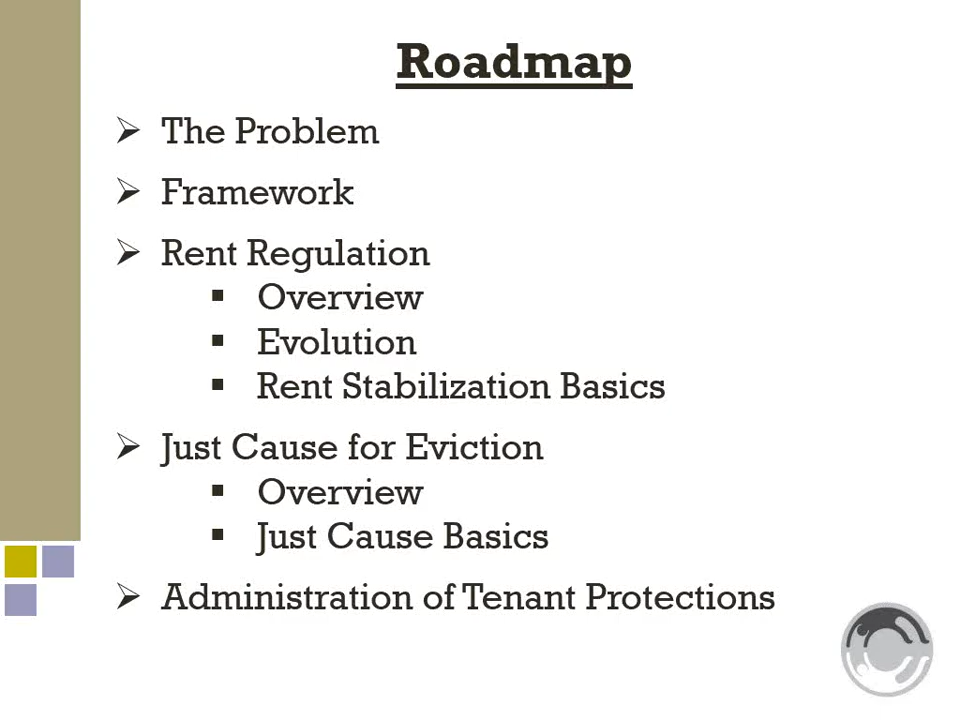 Roadmap
The Problem
Framework
Rent Regulation
Overview
Evolution
Rent Stabilization Basics
Just Cause for Eviction
Overview
Just Cause Basics
Administration of Tenant Protections